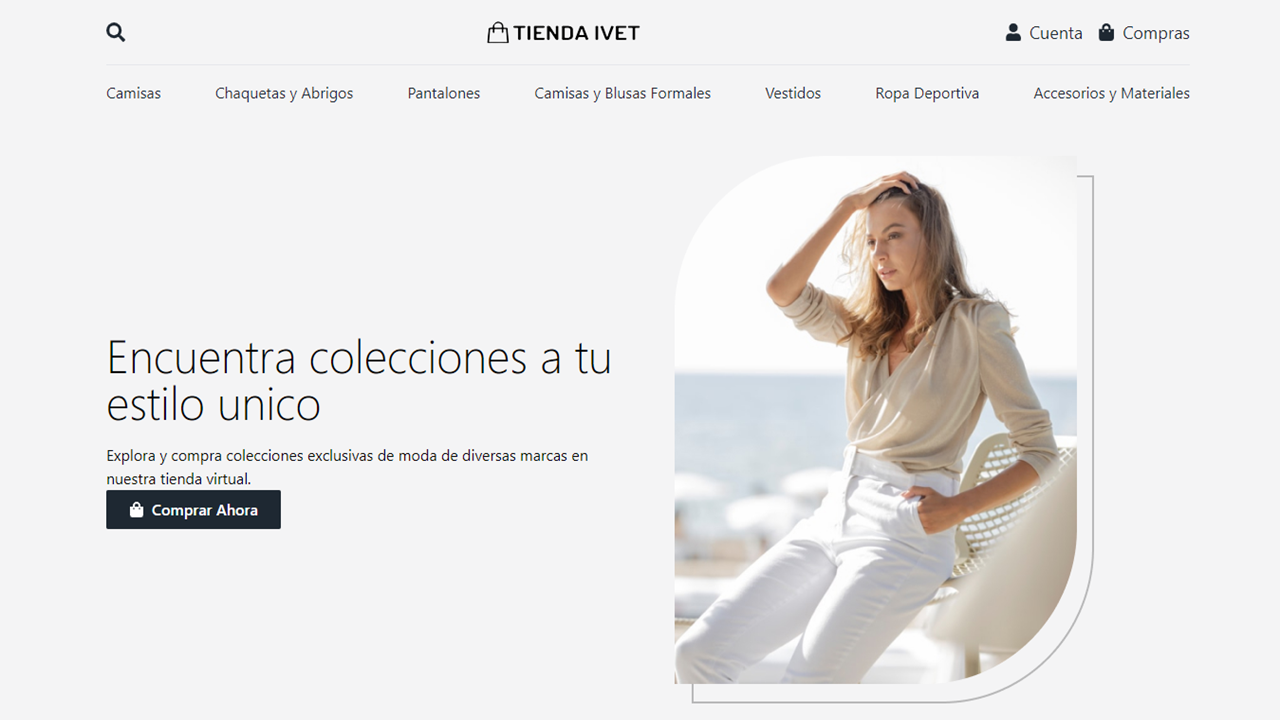 TIENDA IVET
Cuenta
Compras
Camisas
Chaquetas y Abrigos
Pantalones
Camisas y Blusas Formales
Vestidos
Ropa Deportiva
Accesorios y Materiales
Encuentra colecciones a tu
estilo unico
Explora y compra colecciones exclusivas de moda de diversas marcas en
nuestra tienda virtual.
Comprar Ahora